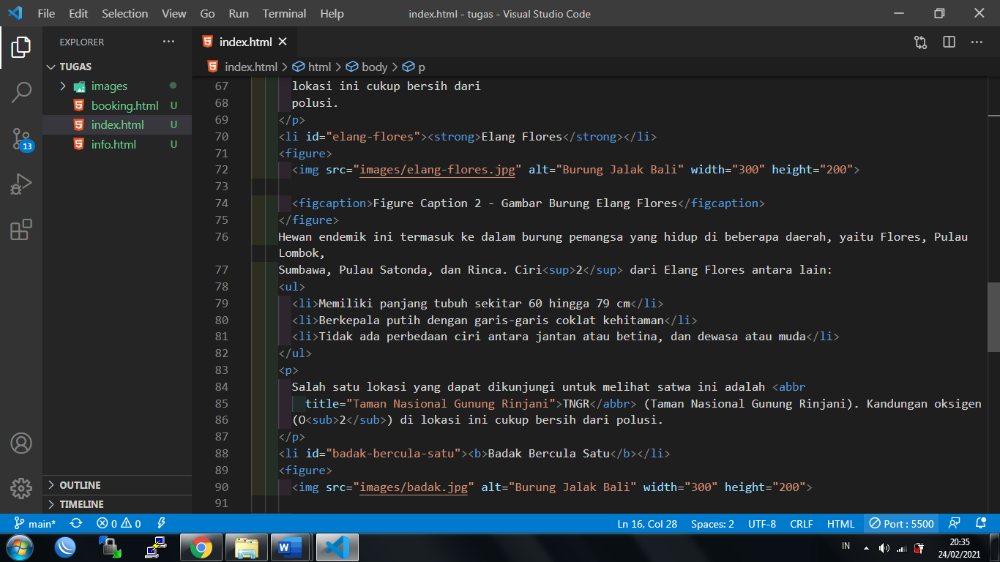 File Edit Selection View Go Run Terminal Help index.html - tugas - Visual Studio Code
EXPLORER
TUGAS
images
booking.html U
index.html U
info.html U
OUTLINE
TIMELINE
13
index.html
index.html > html > body > p
67 lokasi ini cukup bersih dari
68 polusi.
69 </p>
70 <li id="elang-flores"><strong>Elang Flores</strong></li>
71 <figure>
72 <img src="images/elang-flores.jpg" alt="Burung Jalak Bali" width="300" height="200">
73
74 <figcaption>Figure Caption 2 - Gambar Burung Elang Flores</figcaption>
75 </figure>
76 Hewan endemik ini termasuk ke dalam burung pemangsa yang hidup di beberapa daerah, yaitu Flores, Pulau
Lombok,
77 Sumbawa, Pulau Satonda, dan Rinca. Ciri<sup>2</sup> dari Elang Flores antara lain:
78 <ul>
79 <li>Memiliki panjang tubuh sekitar 60 hingga 79 cm</li>
80 <li>Berkepala putih dengan garis-garis coklat kehitaman</li>
81 <li>Tidak ada perbedaan ciri antara jantan atau betina, dan dewasa atau muda</li>
82 </ul>
83 <p>
84 Salah satu lokasi yang dapat dikunjungi untuk melihat satwa ini adalah <abbr
85 title="Taman Nasional Gunung Rinjani">TNGR</abbr> (Taman Nasional Gunung Rinjani). Kandungan oksigen
86 (O<sub>2</sub>) di lokasi ini cukup bersih dari polusi.
87 </p>
88 <li id="badak-bercula-satu"><b>Badak Bercula Satu</b></li>
89 <figure>
90 <img src="images/badak.jpg" alt="Burung Jalak Bali" width="300" height="200">
91
main* 0 0 Ln 16, Col 28 Spaces: 2 UTF-8 CRLF HTML Port : 5500
IN 20:35
24/02/2021